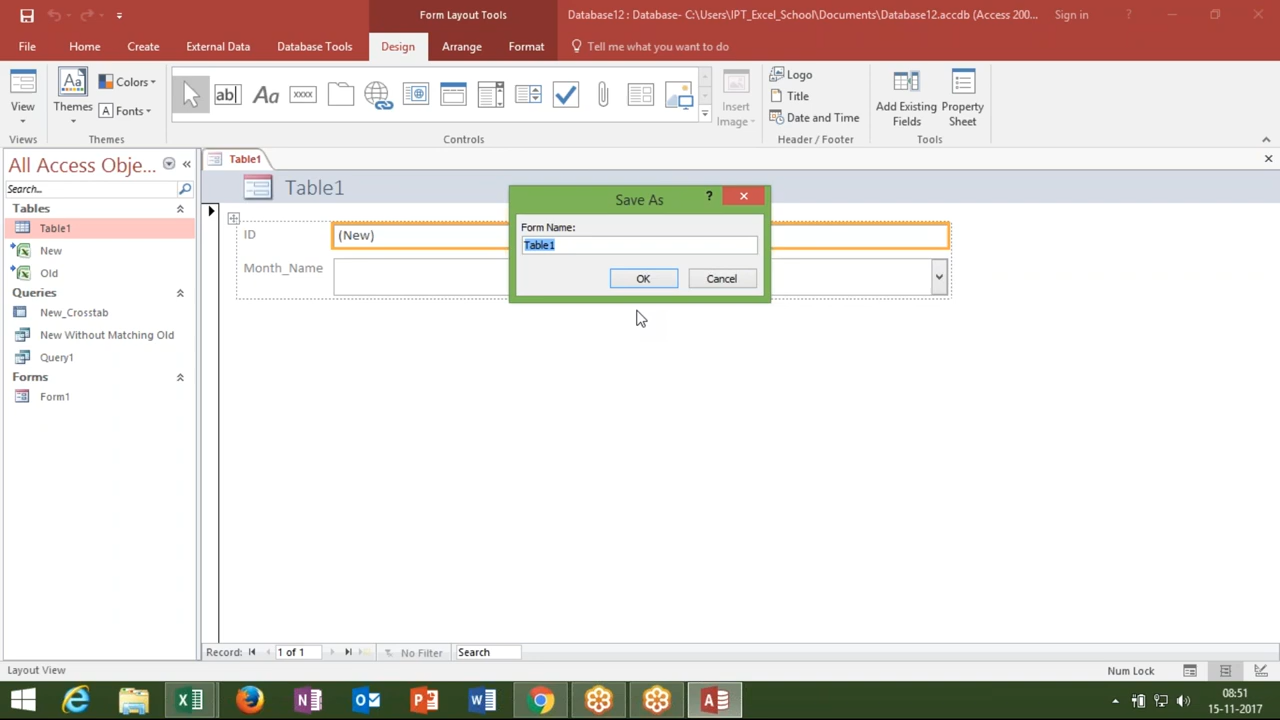 Form Layout Tools
Database12 : Database- C:\Users\IPT_Excel_School\Documents\Database12.accdb (Access 200...
Sign in
?
File
Home
Create
External Data
Database Tools
Design
Arrange
Format
Tell me what you want to do
View
Themes
Colors
Fonts
ab|
Aa
xxxx
Insert
Image
Logo
Title
Date and Time
Add Existing
Fields
Property
Sheet
Views
Themes
Controls
Header / Footer
Tools
All Access Obje...
Search...
Tables
Table1
New
Old
Queries
New_Crosstab
New Without Matching Old
Query1
Forms
Form1
Table1
Table1
ID
(New)
Month_Name
Save As
?
Form Name:
Table1
OK
Cancel
Record:
1 of 1
No Filter
Search
Layout View
Num Lock
08:51
15-11-2017